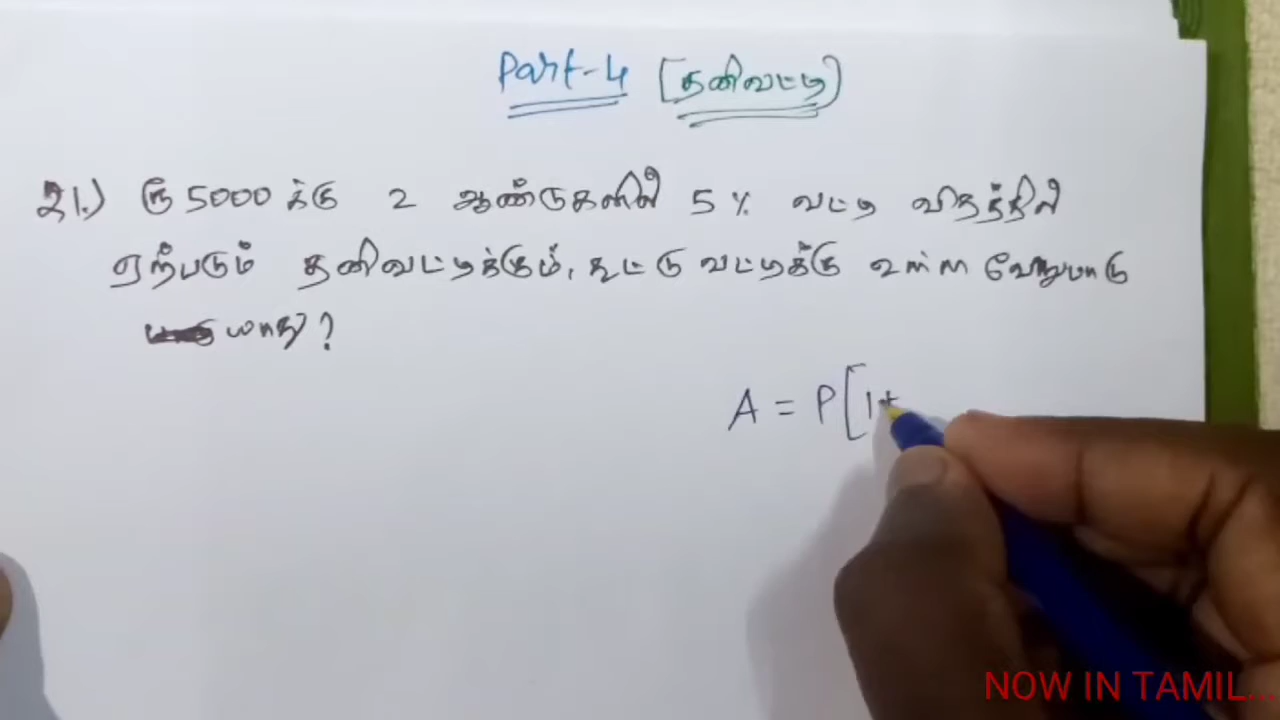 Part-4 [தனிவட்டி)
21.) ரூ 5000 க்கு 2 ஆண்டுகளில் 5% வட்டி விதத்தில்
ஏற்படும் தனிவட்டிக்கும், கூட்டு வட்டிக்கு உள்ள வேறுபாடு
யாது?
A = P[1+
NOW IN TAMIL...